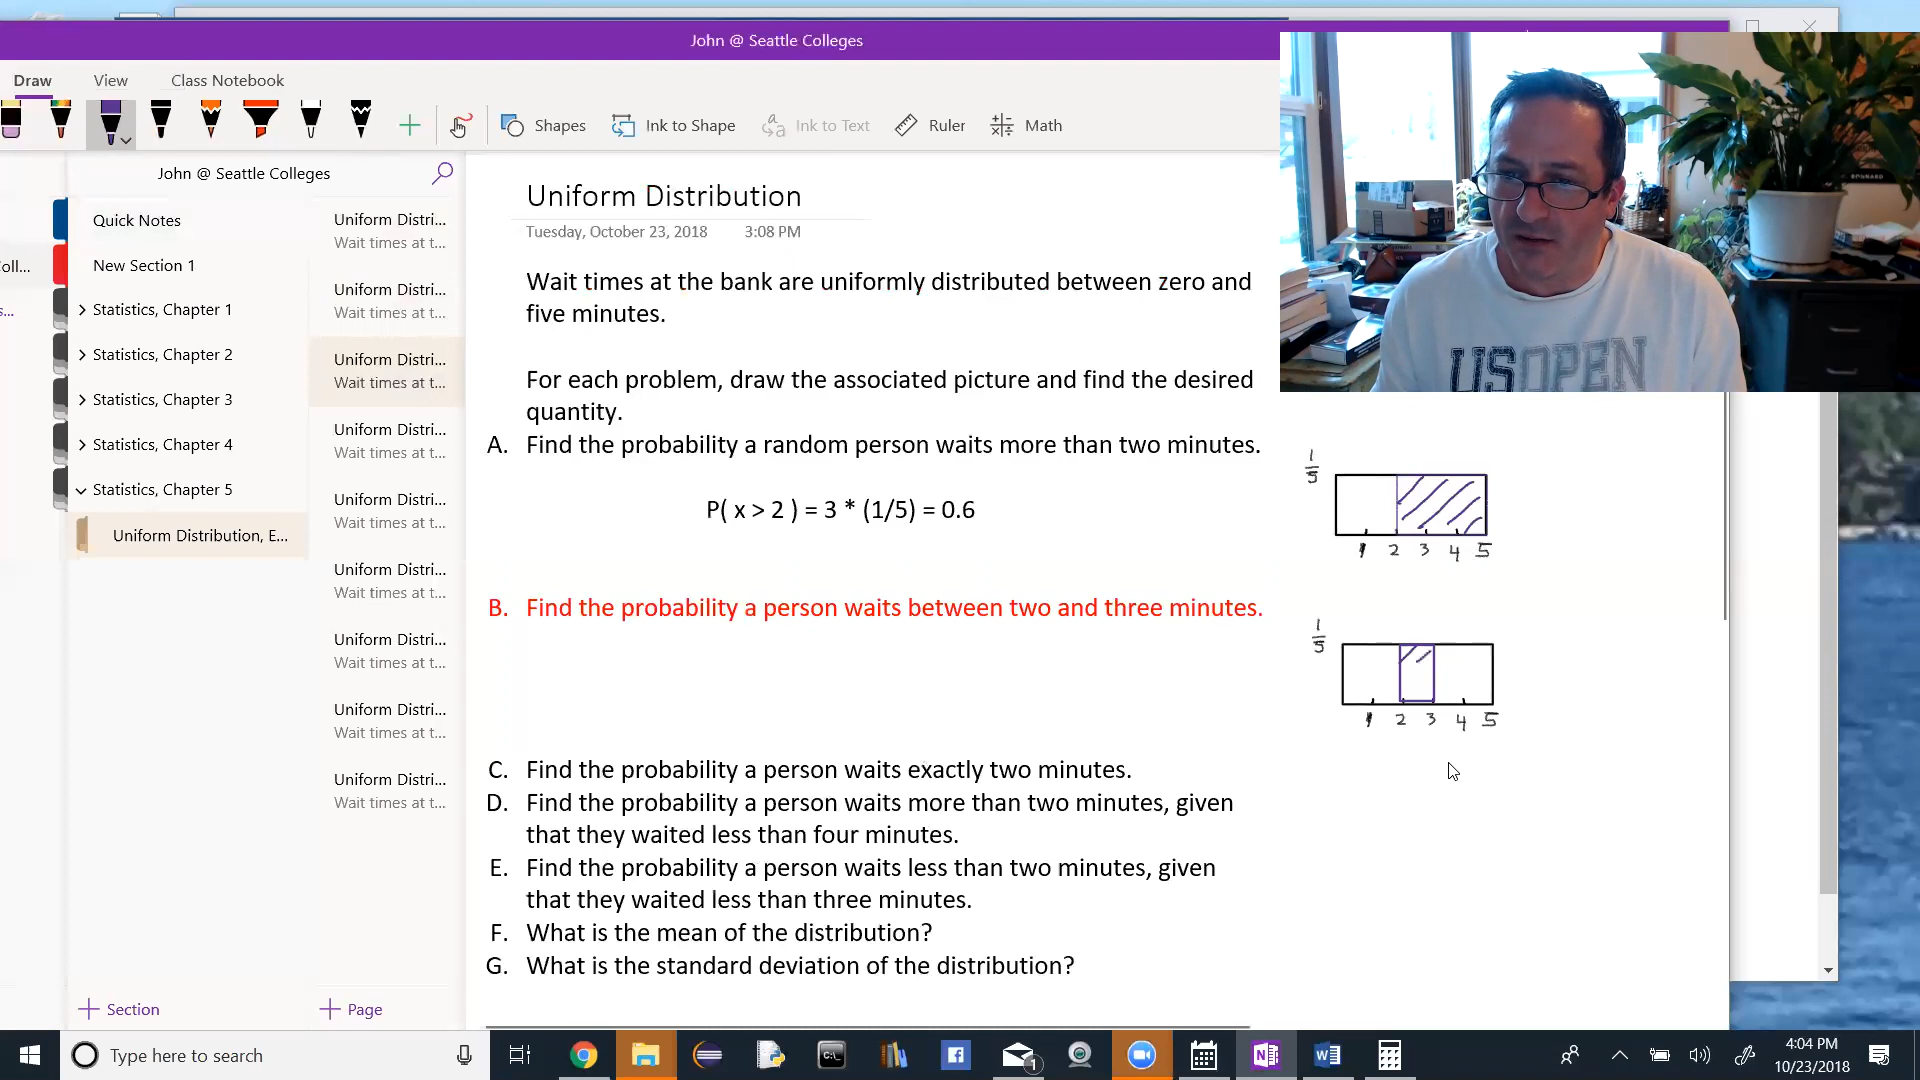 John @ Seattle Colleges
Draw View Class Notebook
Shapes Ink to Shape Ink to Text Ruler Math
John @ Seattle Colleges
Quick Notes
New Section 1
Statistics, Chapter 1
Statistics, Chapter 2
Statistics, Chapter 3
Statistics, Chapter 4
Statistics, Chapter 5
Uniform Distribution, E...
Section
oll...
s...
Uniform Distri...
Wait times at t...
Uniform Distri...
Wait times at t...
Uniform Distri...
Wait times at t...
Uniform Distri...
Wait times at t...
Uniform Distri...
Wait times at t...
Uniform Distri...
Wait times at t...
Uniform Distri...
Wait times at t...
Uniform Distri...
Wait times at t...
Uniform Distri...
Wait times at t...
Page
Uniform Distribution
Tuesday, October 23, 2018 3:08 PM
Wait times at the bank are uniformly distributed between zero and
five minutes.
For each problem, draw the associated picture and find the desired
quantity.
A. Find the probability a random person waits more than two minutes.
P( x > 2 ) = 3 * (1/5) = 0.6
B. Find the probability a person waits between two and three minutes.
C. Find the probability a person waits exactly two minutes.
D. Find the probability a person waits more than two minutes, given
that they waited less than four minutes.
E. Find the probability a person waits less than two minutes, given
that they waited less than three minutes.
F. What is the mean of the distribution?
G. What is the standard deviation of the distribution?
1
5
1 2 3 4 5
1
5
1 2 3 4 5
US OPEN
Type here to search
1
4:04 PM
10/23/2018